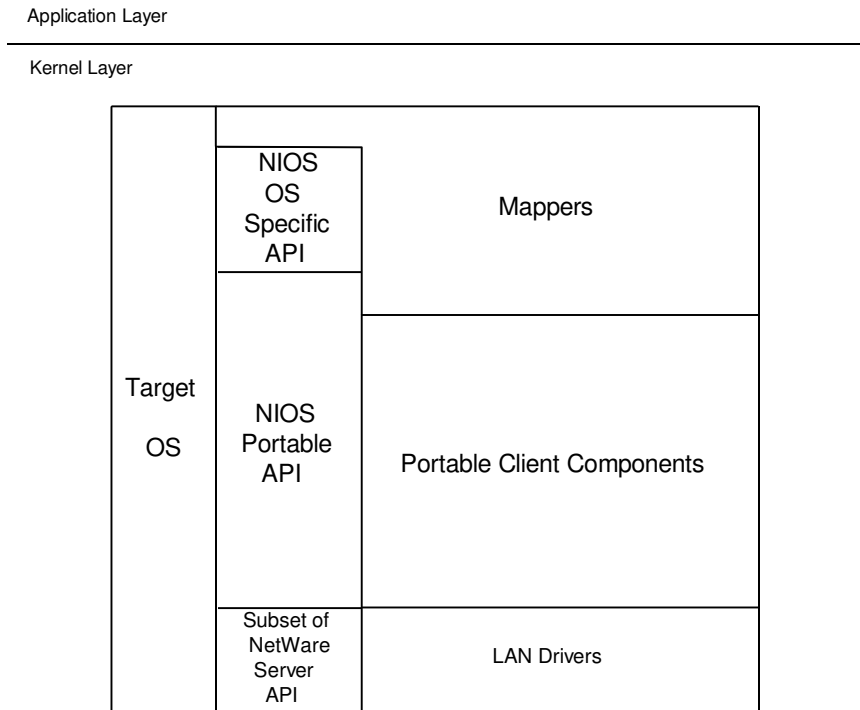 Application Layer
Kernel Layer
NIOS
OS
Specific
API
Mappers
Target
OS
NIOS
Portable
API
Portable Client Components
Subset of
NetWare
Server
API
LAN Drivers